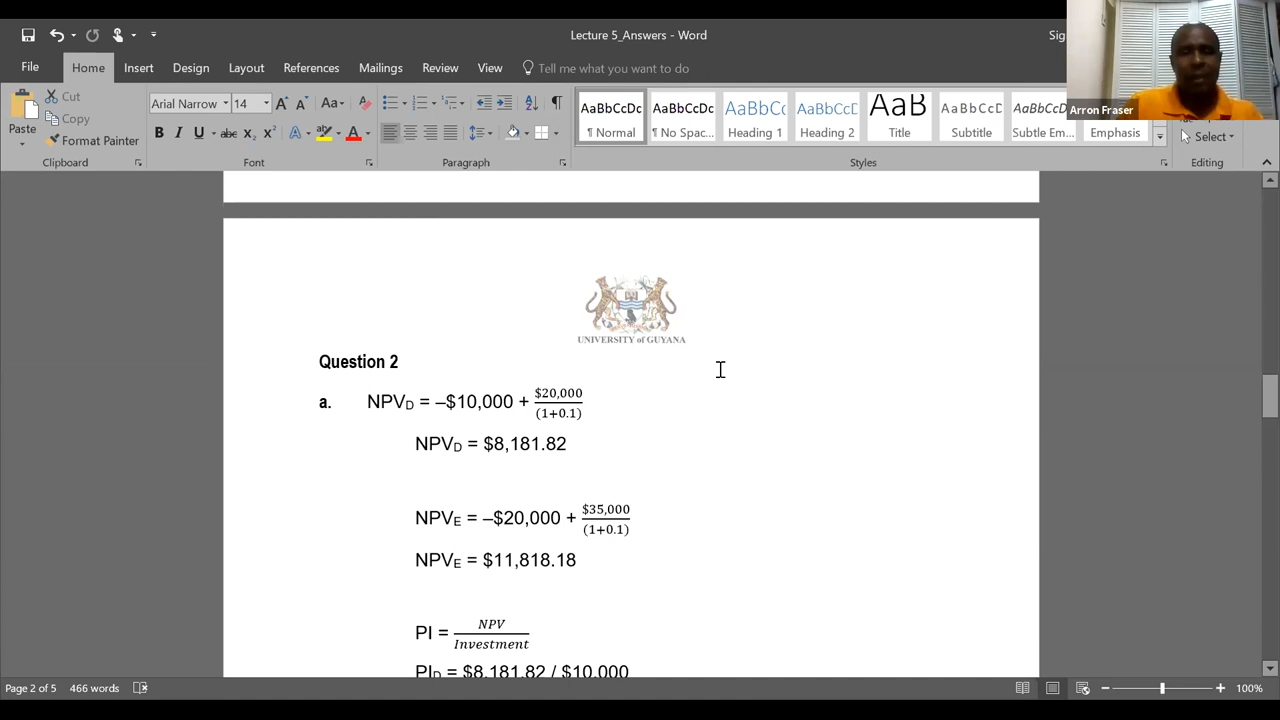 Lecture 5_Answers - Word
Sig
File Home Insert Design Layout References Mailings Review View Tell me what you want to do
Arron Fraser
Paste
Cut
Copy
Format Painter
Clipboard
Arial Narrow 14
Font
Paragraph
AaBbCcDc AaBbCcDc AaBbC AaBbCcD AaB AaBbCcD AaBbCcD AaBbCcDc
¶ Normal ¶ No Spac... Heading 1 Heading 2 Title Subtitle Subtle Em... Emphasis
Styles
Select
Editing
UNIVERSITY of GUYANA
Question 2
a. NPV_D = –$10,000 + $20,000/(1+0.1)
NPV_D = $8,181.82
NPV_E = –$20,000 + $35,000/(1+0.1)
NPV_E = $11,818.18
PI = NPV/Investment
PI_D = $8,181.82 / $10,000
Page 2 of 5 466 words
100%